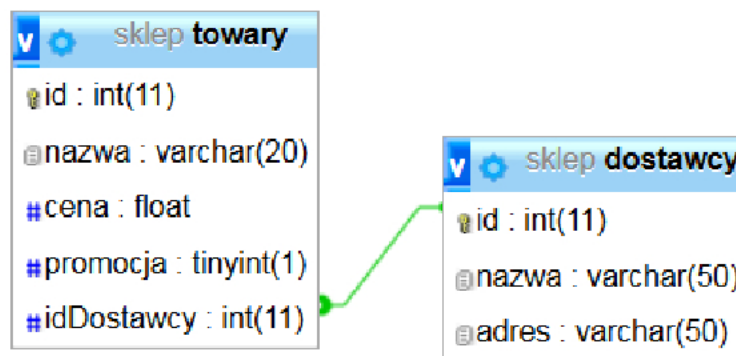 v sklep towary
id : int(11)
nazwa : varchar(20)
# cena : float
# promocja : tinyint(1)
# idDostawcy : int(11)
v sklep dostawcy
id : int(11)
nazwa : varchar(50)
adres : varchar(50)